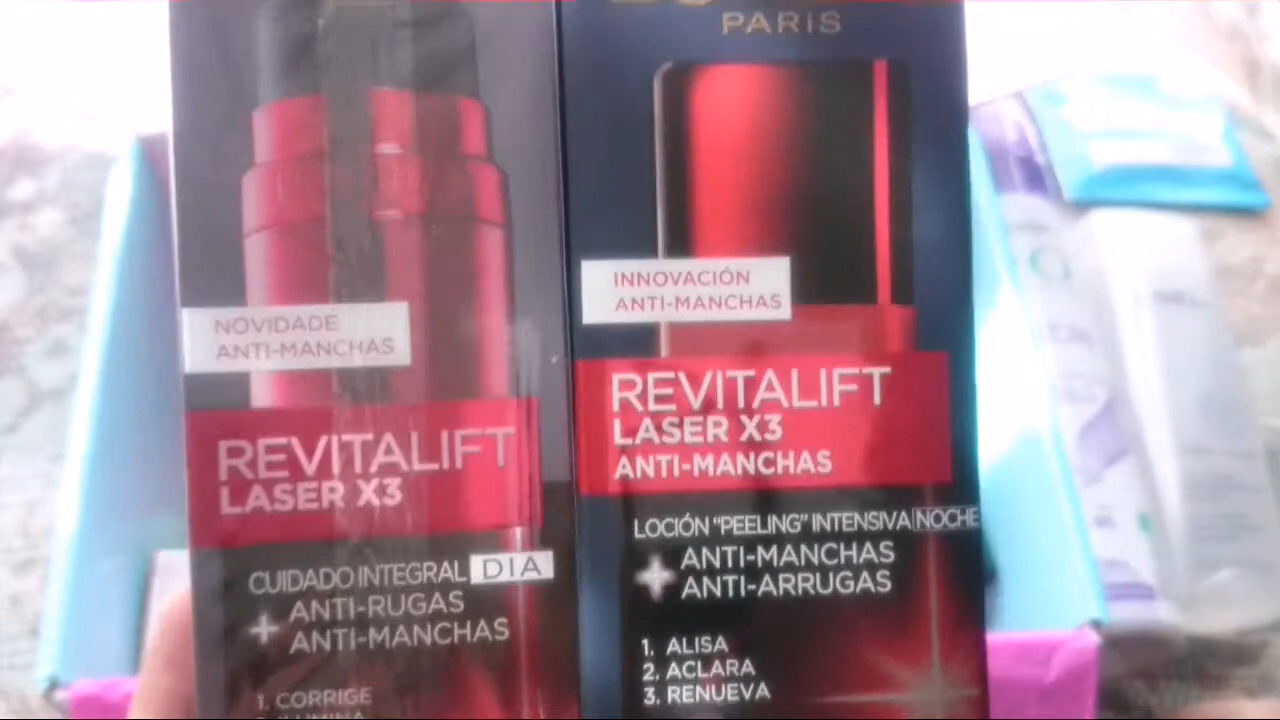 NOVIDADE
ANTI-MANCHAS
REVITALIFT
LASER X3
CUIDADO INTEGRAL DIA
+ ANTI-RUGAS
ANTI-MANCHAS
1. CORRIGE
PARIS
INNOVACIÓN
ANTI-MANCHAS
REVITALIFT
LASER X3
ANTI-MANCHAS
LOCIÓN "PEELING" INTENSIVA NOCHE
+ ANTI-MANCHAS
ANTI-ARRUGAS
1. ALISA
2. ACLARA
3. RENUEVA